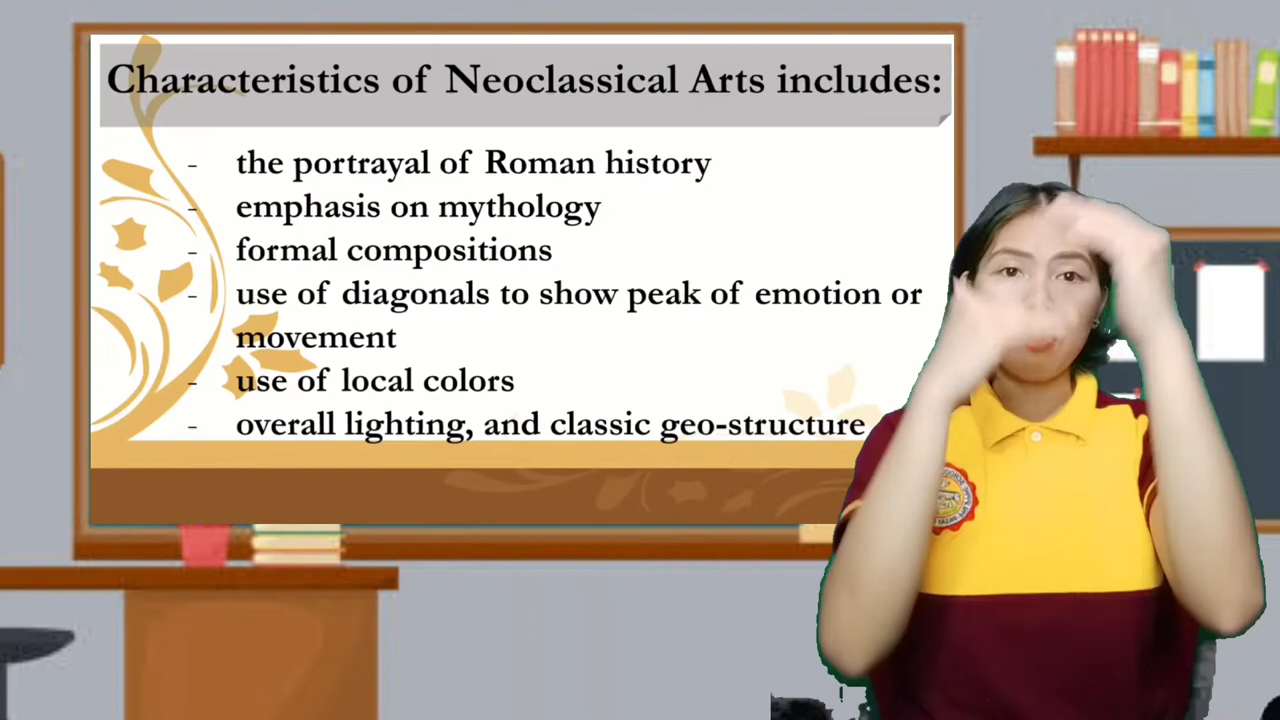 Characteristics of Neoclassical Arts includes:
- the portrayal of Roman history
- emphasis on mythology
- formal compositions
- use of diagonals to show peak of emotion or
movement
- use of local colors
- overall lighting, and classic geo-structure